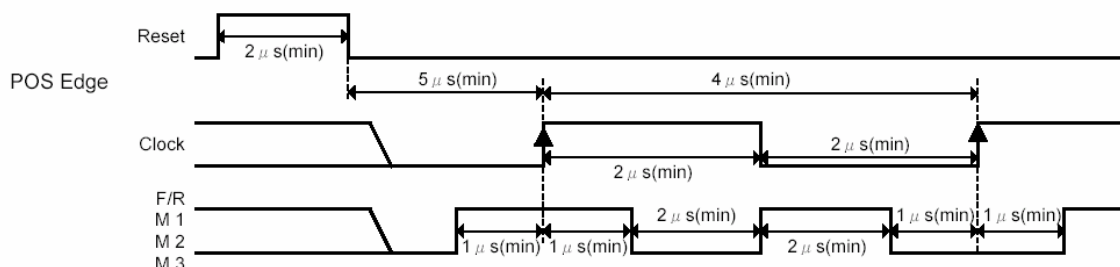 Reset
2 μ s(min)
POS Edge
5 μ s(min)
4 μ s(min)
Clock
2 μ s(min)
2 μ s(min)
F/R
M 1
M 2
M 3
1 μ s(min)
1 μ s(min)
2 μ s(min)
2 μ s(min)
1 μ s(min)
1 μ s(min)